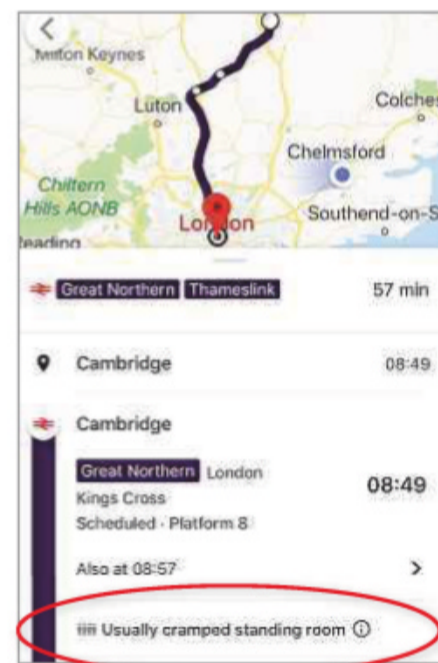 Milton Keynes
Luton
Colches
Chelmsford
Chiltern
Hills AONB
London
Southend-on-S
eading
Great Northern Thameslink 57 min
Cambridge 08:49
Cambridge
Great Northern London
Kings Cross
08:49
Scheduled · Platform 8
Also at 08:57
Usually cramped standing room